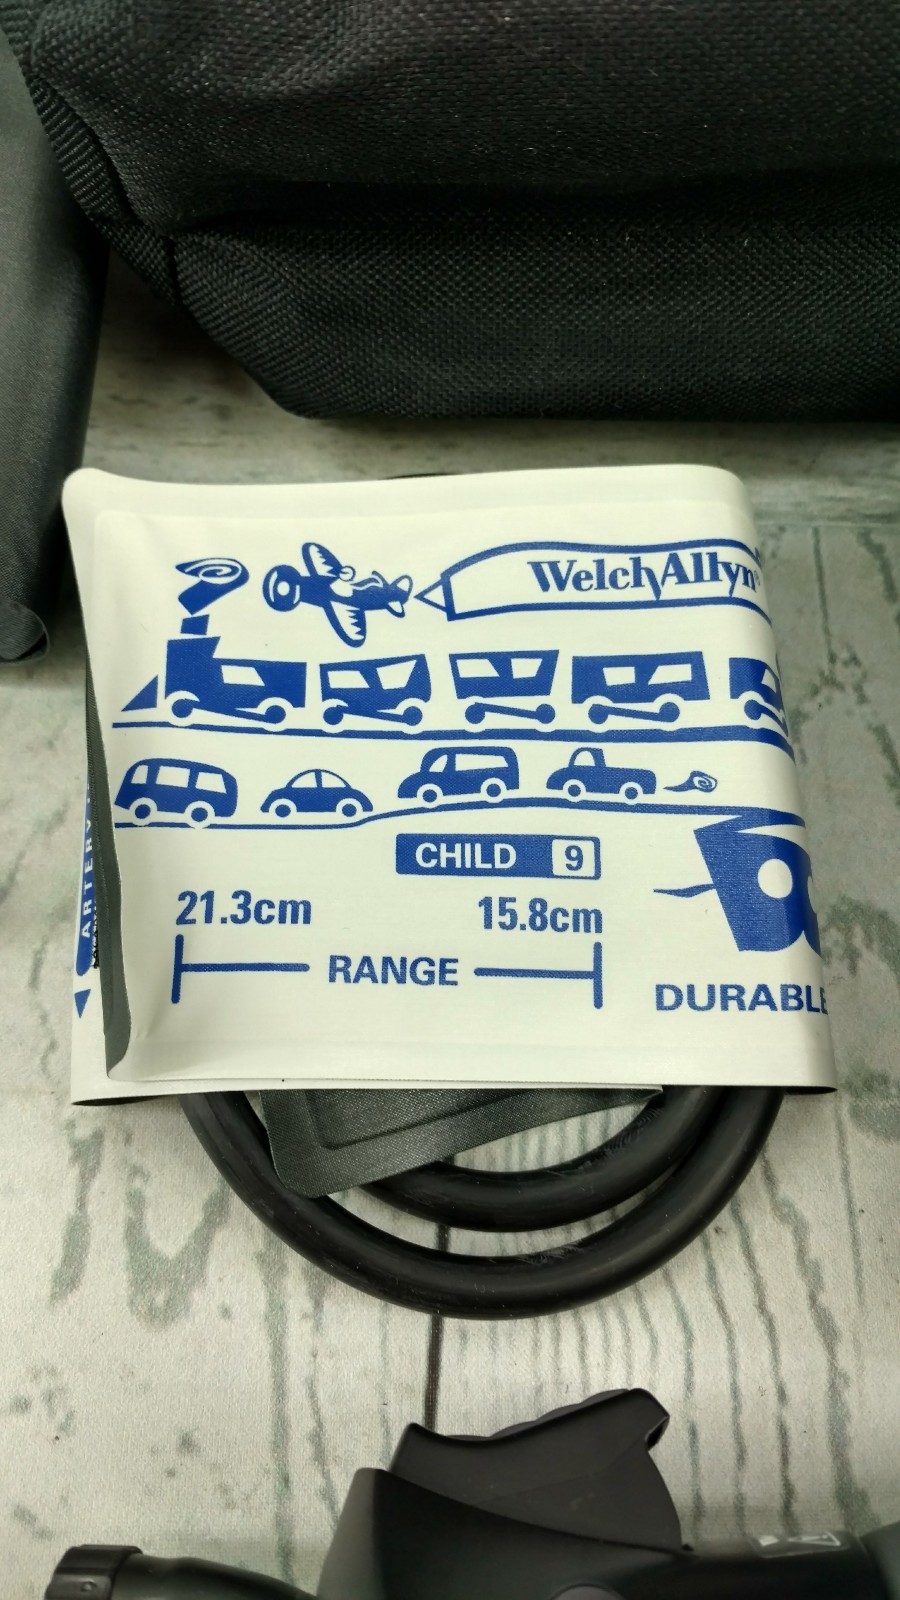 WelchAllyn
CHILD 9
21.3cm 15.8cm
RANGE
DURABLE
ARTERY